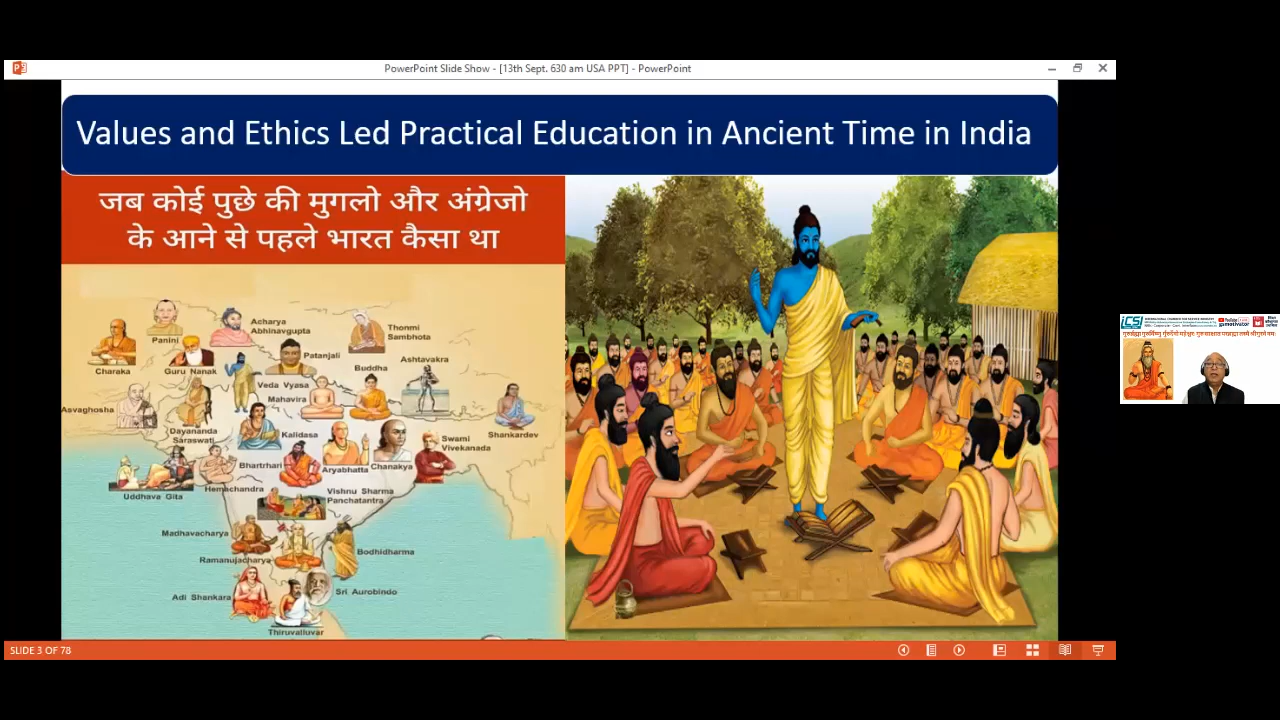 PowerPoint Slide Show - [13th Sept. 630 am USA PPT] - PowerPoint
Values and Ethics Led Practical Education in Ancient Time in India
जब कोई पुछे की मुगलो और अंग्रेजो
के आने से पहले भारत कैसा था
Panini
Acharya
Abhinavgupta
Thonmi
Sambhota
Charaka
Guru Nanak
Patanjali
Ashtavakra
Buddha
Veda Vyasa
Mahavira
Asvaghosha
Dayananda
Saraswati
Kalidasa
Shankardev
Swami
Vivekanada
Bhartrhari
Aryabhatta
Chanakya
Uddhava Gita
Hemachandra
Vishnu Sharma
Panchatantra
Madhavacharya
Ramanujacharya
Bodhidharma
Adi Shankara
Sri Aurobindo
Thiruvalluvar
SLIDE 3 OF 78
iCSi
YouTube
motivator